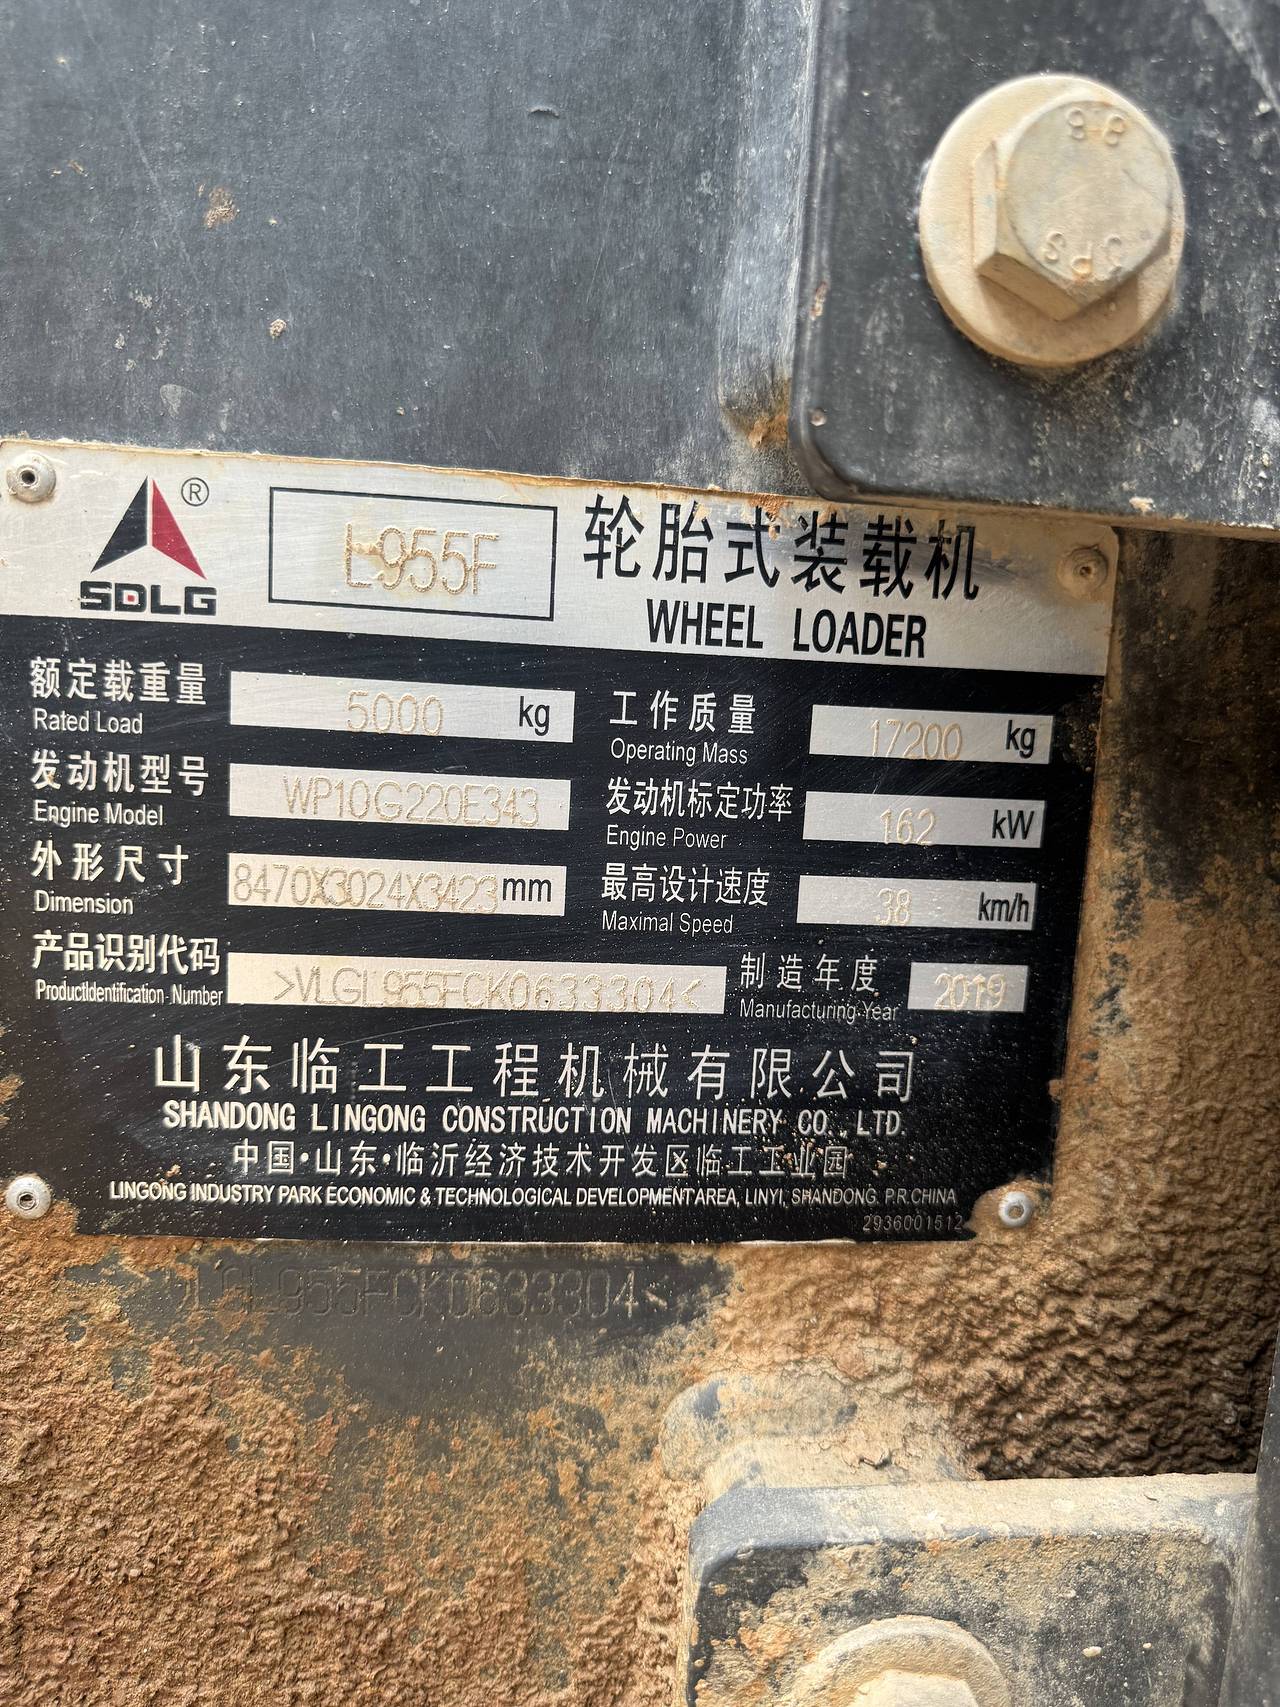 8.8
SPS
®
SDLG
L955F
轮胎式装载机
WHEEL LOADER
额定载重量 5000 kg
Rated Load
工作质量 17200 kg
Operating Mass
发动机型号 WP10G220E343
Engine Model
发动机标定功率 162 kW
Engine Power
外形尺寸 8470X3024X3423 mm
Dimension
最高设计速度 38 km/h
Maximal Speed
产品识别代码 >VLGL955FCK0633304<
ProductIdentification Number
制造年度 2019
Manufacturing Year
山东临工工程机械有限公司
SHANDONG LINGONG CONSTRUCTION MACHINERY CO., LTD.
中国·山东·临沂经济技术开发区临工工业园
LINGONG INDUSTRY PARK ECONOMIC & TECHNOLOGICAL DEVELOPMENT AREA, LINYI, SHANDONG. P.R.CHINA
2936001512
LGL955FCK0633304<